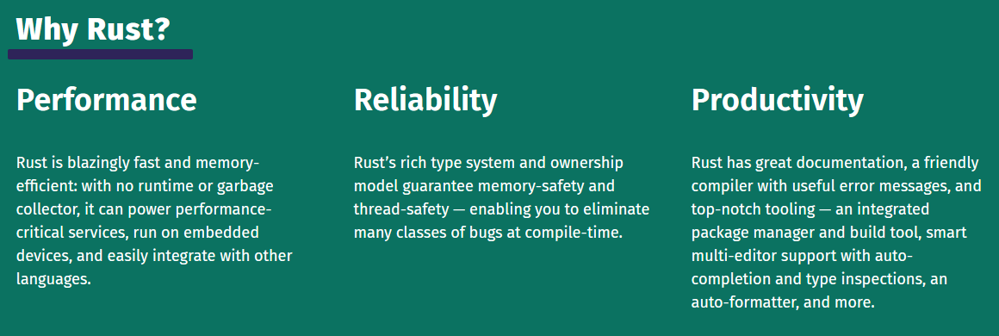 Why Rust?
Performance
Rust is blazingly fast and memory-
efficient: with no runtime or garbage
collector, it can power performance-
critical services, run on embedded
devices, and easily integrate with other
languages.
Reliability
Rust’s rich type system and ownership
model guarantee memory-safety and
thread-safety — enabling you to eliminate
many classes of bugs at compile-time.
Productivity
Rust has great documentation, a friendly
compiler with useful error messages, and
top-notch tooling — an integrated
package manager and build tool, smart
multi-editor support with auto-
completion and type inspections, an
auto-formatter, and more.